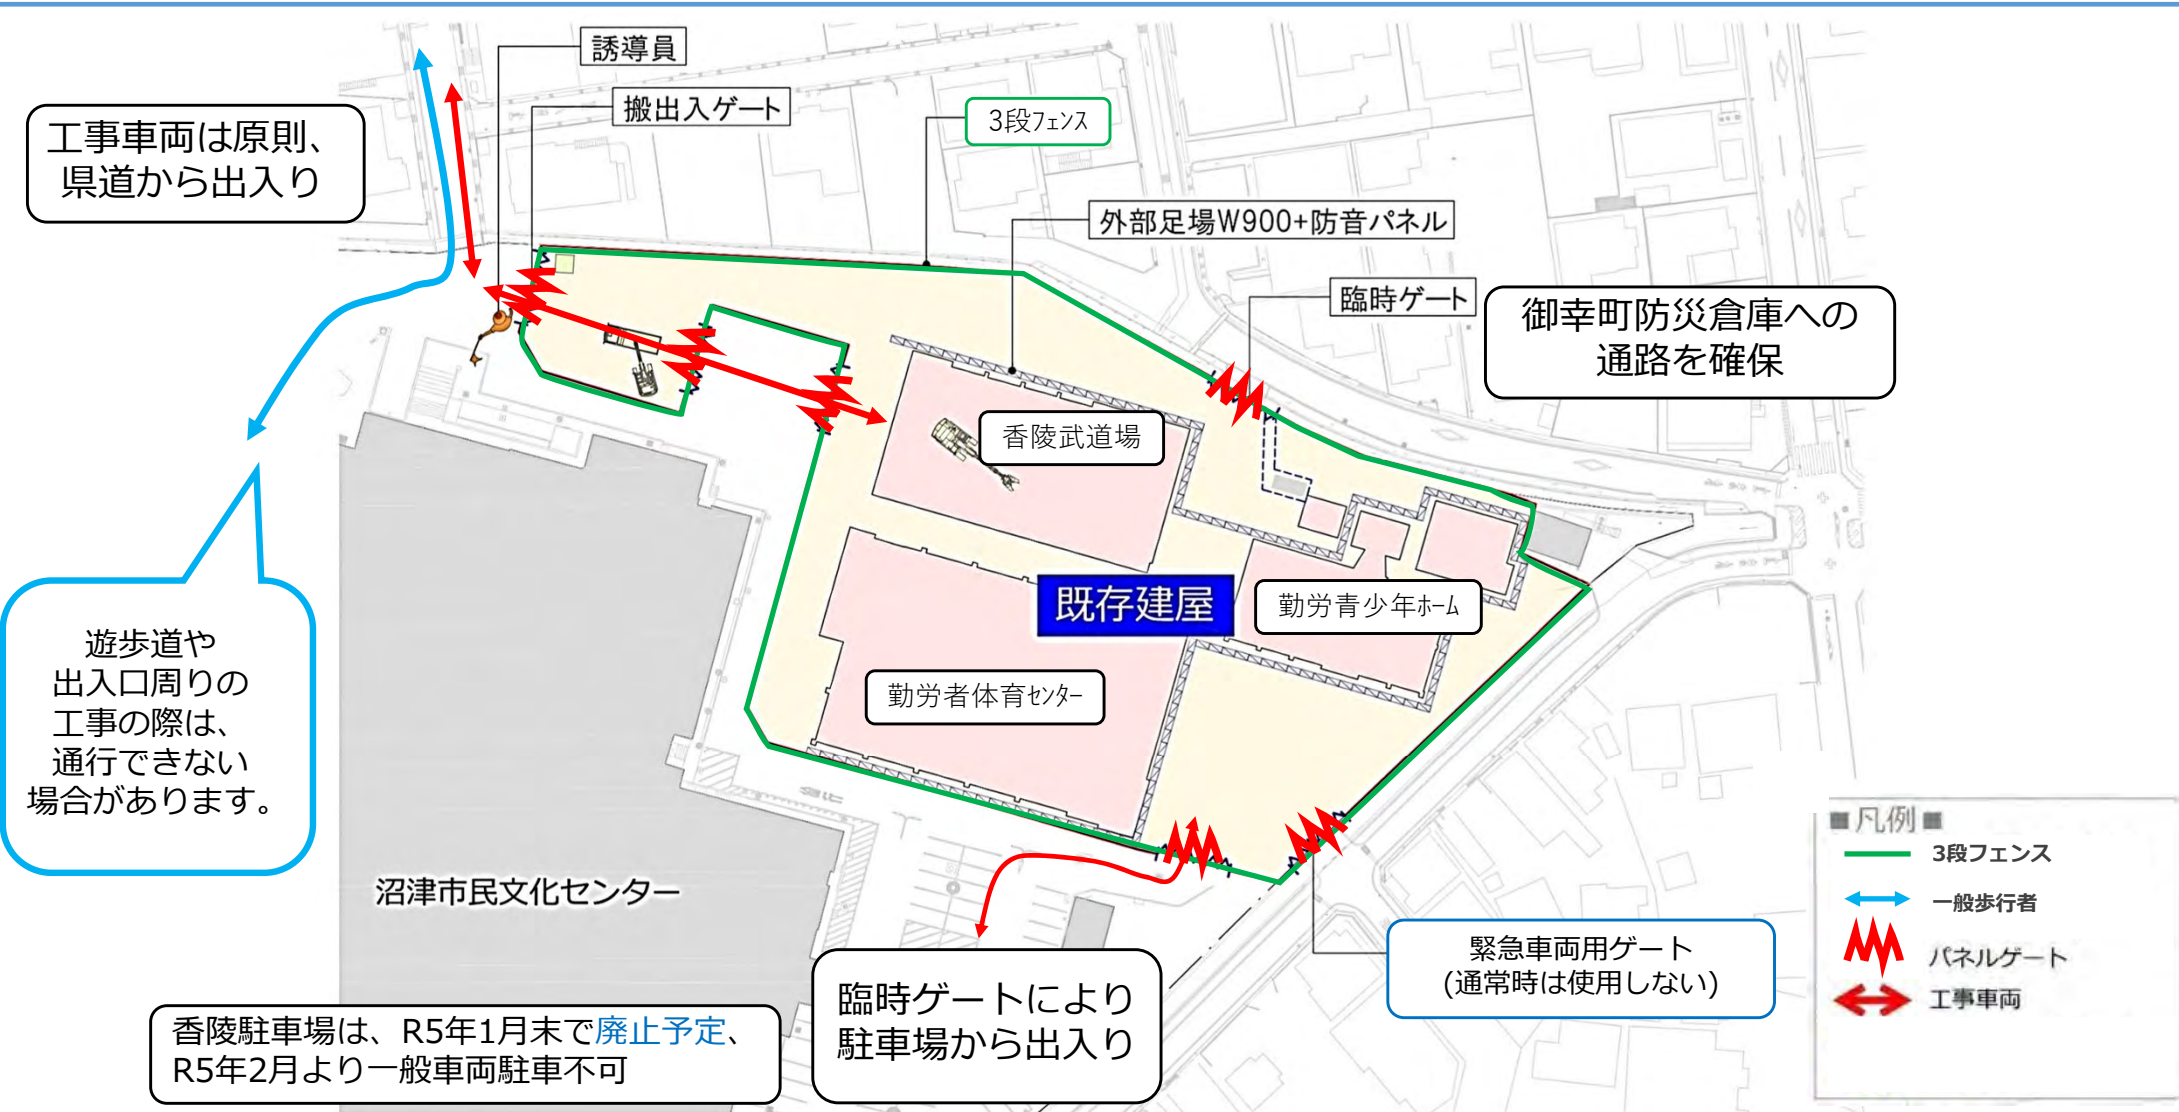 誘導員
搬出入ゲート
3段フェンス
工事車両は原則、
県道から出入り
外部足場W900+防音パネル
臨時ゲート
御幸町防災倉庫への
通路を確保
香陵武道場
既存建屋
勤労青少年ホーム
勤労者体育センター
遊歩道や
出入口周りの
工事の際は、
通行できない
場合があります。
沼津市民文化センター
■凡例■
3段フェンス
一般歩行者
パネルゲート
工事車両
緊急車両用ゲート
(通常時は使用しない)
臨時ゲートにより
駐車場から出入り
香陵駐車場は、R5年1月末で廃止予定、
R5年2月より一般車両駐車不可